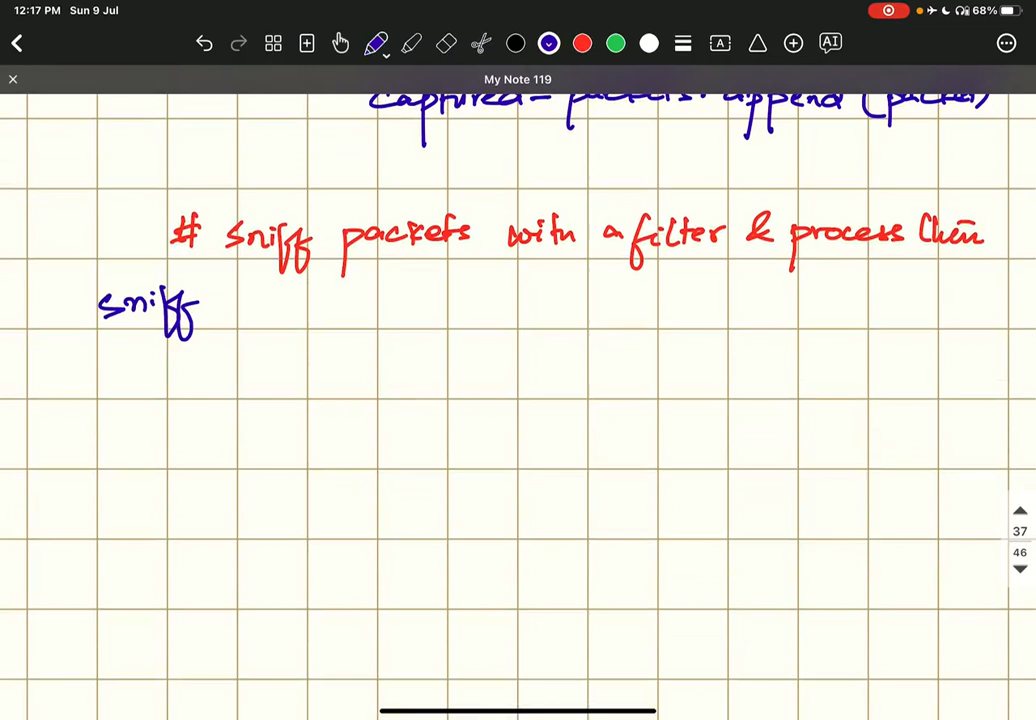 12:17 PM Sun 9 Jul
68%
A
AI
My Note 119
Captured_packets.append (packet)
# sniff packets with a filter & process them
sniff
37
46